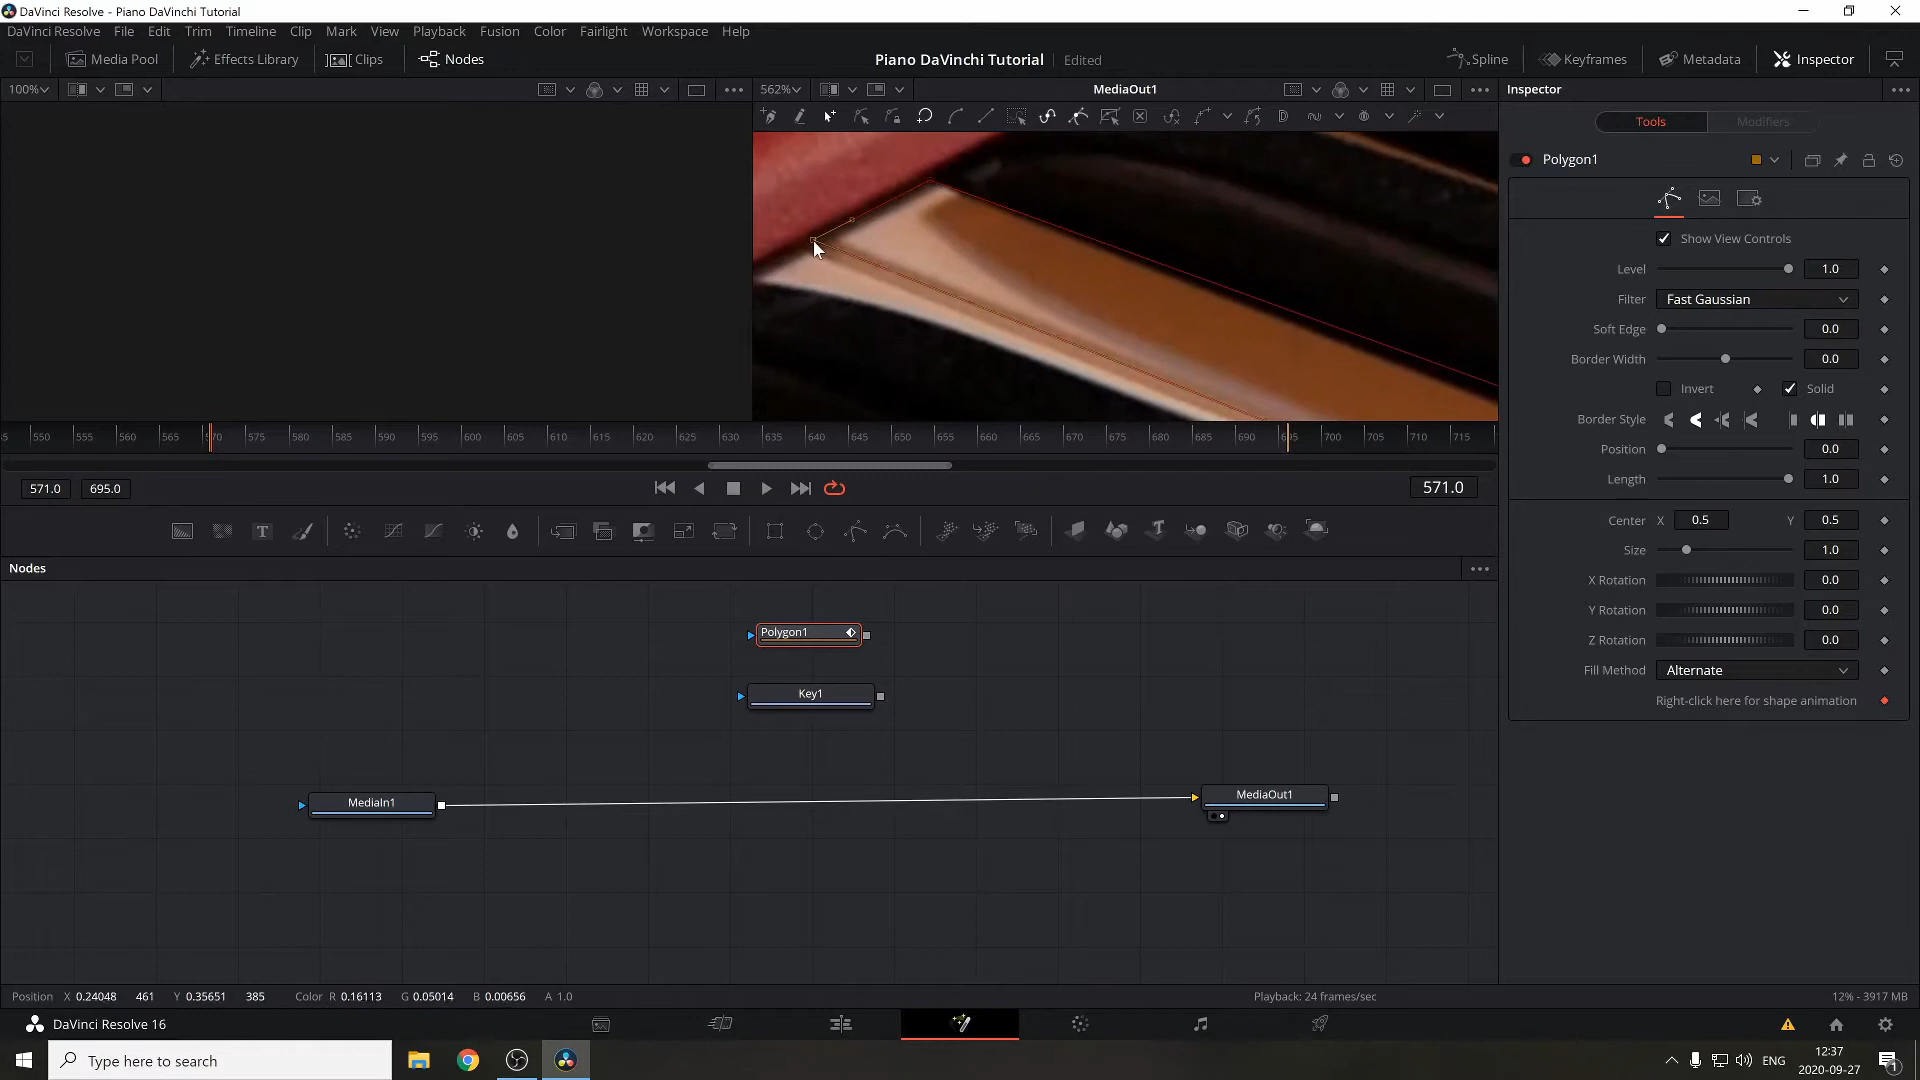 DaVinci Resolve - Piano DaVinchi Tutorial
DaVinci Resolve File Edit Trim Timeline Clip Mark View Playback Fusion Color Fairlight Workspace Help
Media Pool Effects Library Clips Nodes Piano DaVinchi Tutorial Edited Spline Keyframes Metadata Inspector
100% 562% MediaOut1 Inspector
Tools Modifiers
Polygon1
Show View Controls
Level 1.0
Filter Fast Gaussian
Soft Edge 0.0
Border Width 0.0
Invert Solid
Border Style
Position 0.0
Length 1.0
Center X 0.5 Y 0.5
Size 1.0
X Rotation 0.0
Y Rotation 0.0
Z Rotation 0.0
Fill Method Alternate
Right-click here for shape animation
550 555 560 565 570 575 580 585 590 595 600 605 610 615 620 625 630 635 640 645 650 655 660 665 670 675 680 685 690 695 700 705 710 715
571.0 695.0 571.0
T T
Nodes
Polygon1
Key1
MediaIn1
MediaOut1
Position X 0.24048 461 Y 0.35651 385 Color R 0.16113 G 0.05014 B 0.00656 A 1.0 Playback: 24 frames/sec 12% - 3917 MB
DaVinci Resolve 16
Type here to search ENG 12:37
2020-09-27 1